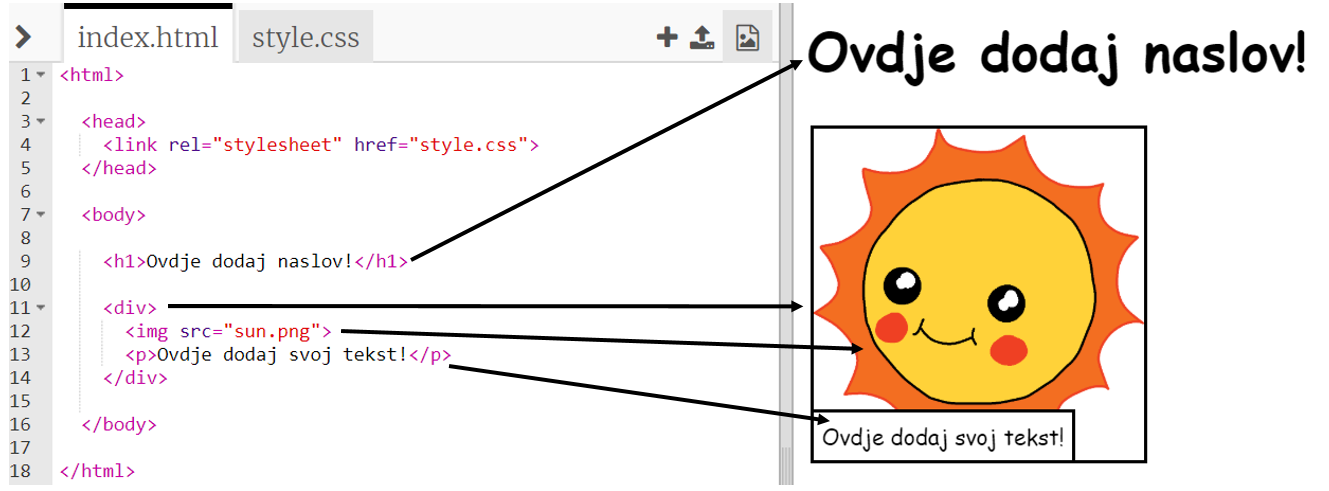 index.html style.css
1 <html>
2
3 <head>
4 <link rel="stylesheet" href="style.css">
5 </head>
6
7 <body>
8
9 <h1>Ovdje dodaj naslov!</h1>
10
11 <div>
12 <img src="sun.png">
13 <p>Ovdje dodaj svoj tekst!</p>
14 </div>
15
16 </body>
17
18 </html>
Ovdje dodaj naslov!
Ovdje dodaj svoj tekst!